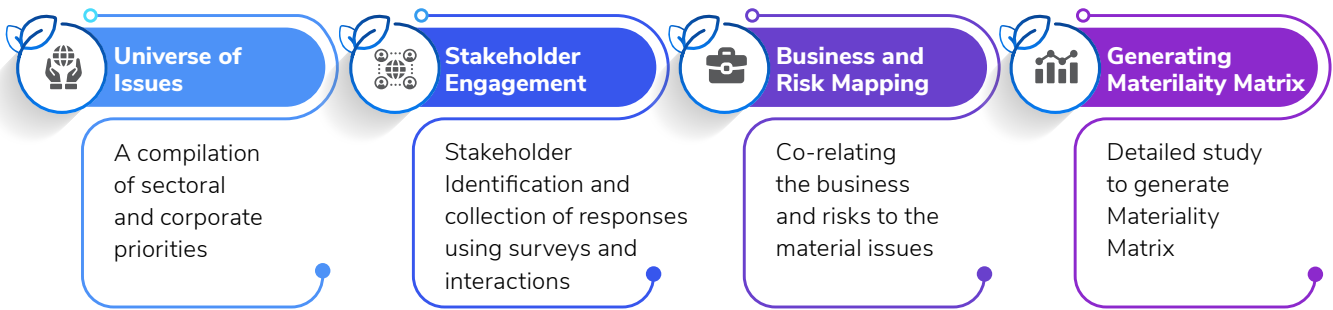 Universe of
Issues
A compilation
of sectoral
and corporate
priorities
Stakeholder
Engagement
Stakeholder
Identification and
collection of responses
using surveys and
interactions
Business and
Risk Mapping
Co-relating
the business
and risks to the
material issues
Generating
Materilaity Matrix
Detailed study
to generate
Materiality
Matrix